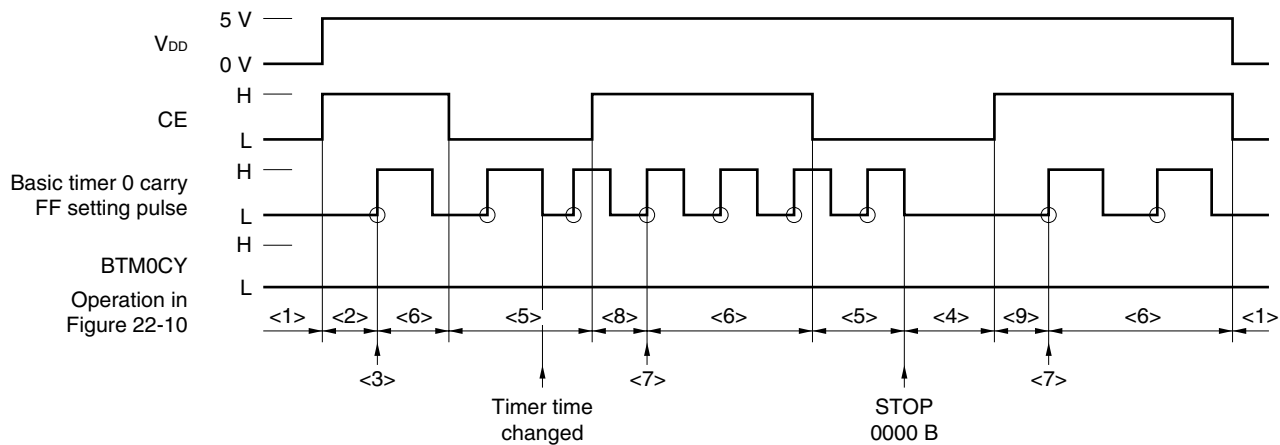 5 V
VDD
0 V
H
CE
L
H
Basic timer 0 carry
FF setting pulse
L
H
BTM0CY
L
Operation in
Figure 22-10
<1> <2> <6> <5> <8> <6> <5> <4> <9> <6> <1>
<3> <7> <7>
Timer time
changed
STOP
0000 B